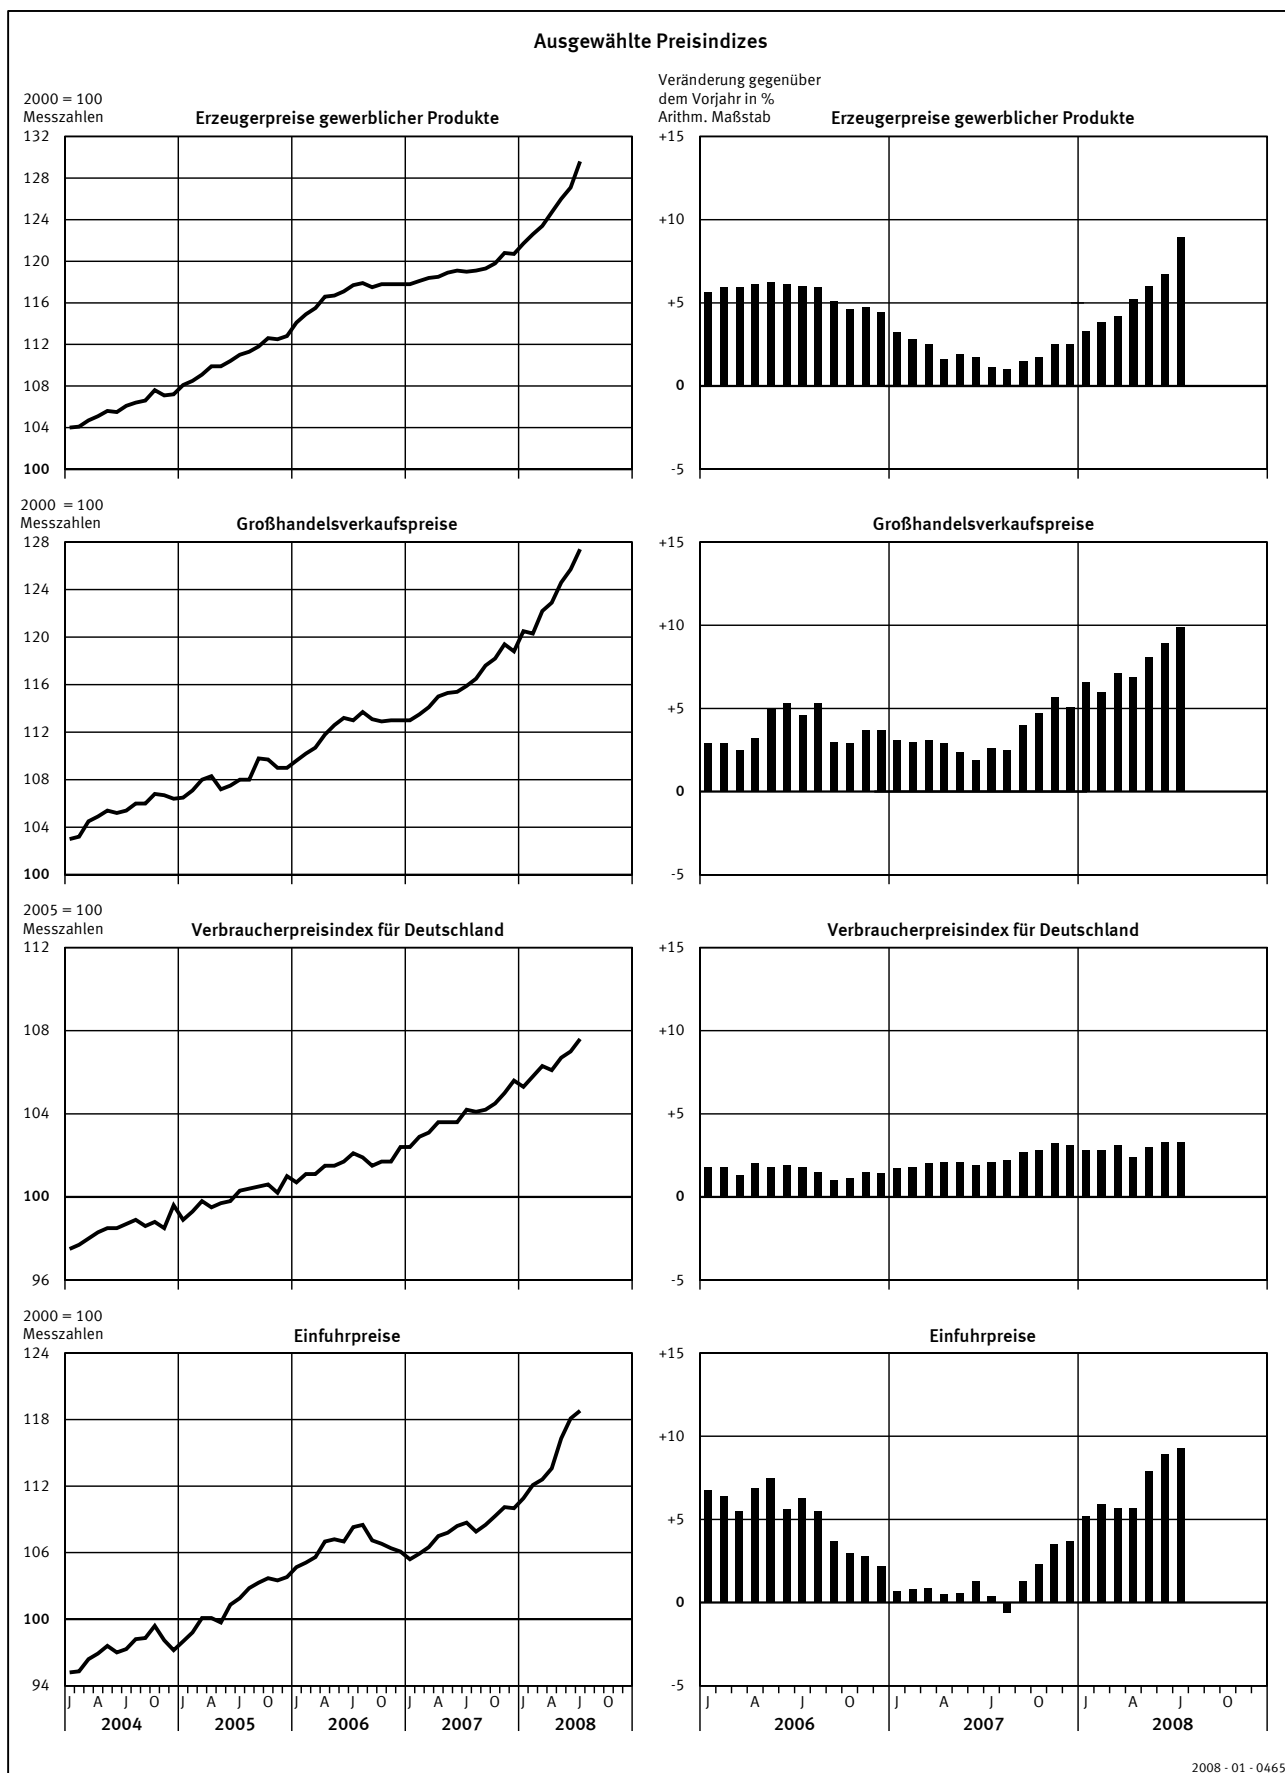 Ausgewählte Preisindizes
2000 = 100
Messzahlen
Erzeugerpreise gewerblicher Produkte
132
128
124
120
116
112
108
104
100
Veränderung gegenüber
dem Vorjahr in %
Arithm. Maßstab
Erzeugerpreise gewerblicher Produkte
+15
+10
+5
0
-5
2000 = 100
Messzahlen
Großhandelsverkaufspreise
128
124
120
116
112
108
104
100
Großhandelsverkaufspreise
+15
+10
+5
0
-5
2005 = 100
Messzahlen
Verbraucherpreisindex für Deutschland
112
108
104
100
96
Verbraucherpreisindex für Deutschland
+15
+10
+5
0
-5
2000 = 100
Messzahlen
Einfuhrpreise
124
118
112
106
100
94
J A J O J A J O J A J O J A J O J A J O
2004 2005 2006 2007 2008
Einfuhrpreise
+15
+10
+5
0
-5
J A J O J A J O J A J O
2006 2007 2008
2008 - 01 - 0465